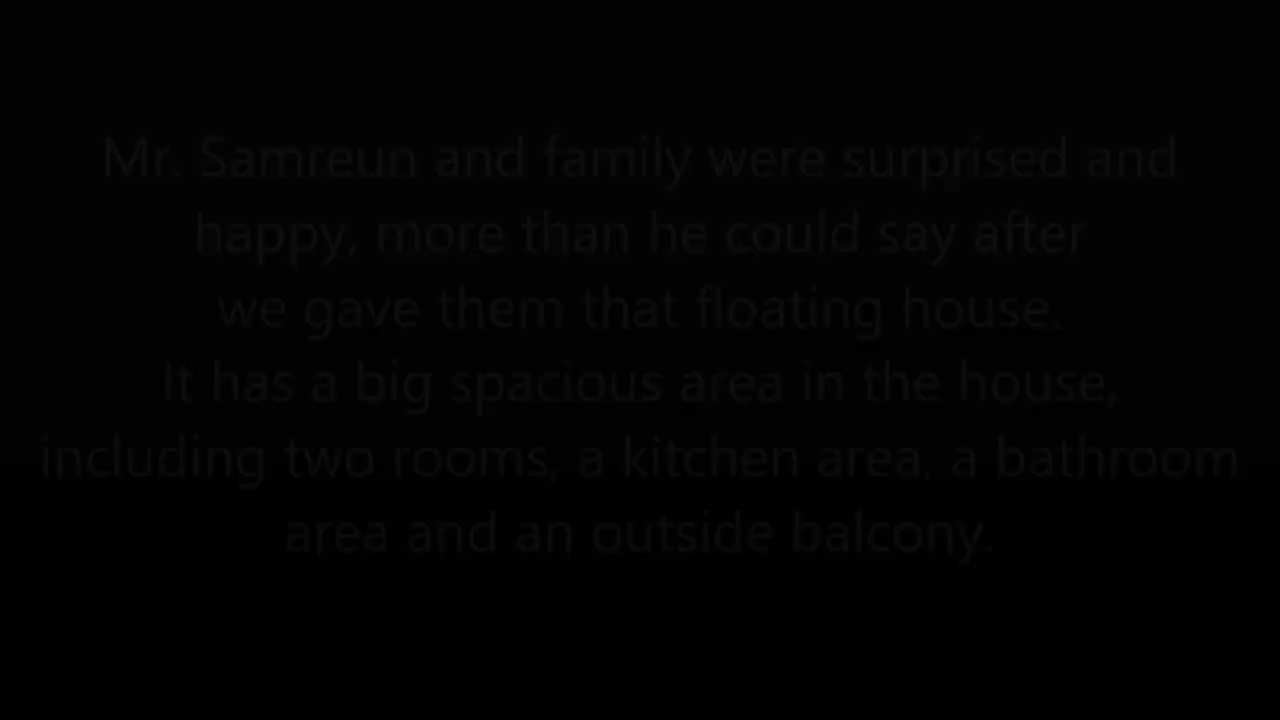 Mr. Samreun and family were surprised and
happy, more than he could say after
we gave them that floating house.
It has a big spacious area in the house,
including two rooms, a kitchen area, a bathroom
area and an outside balcony.